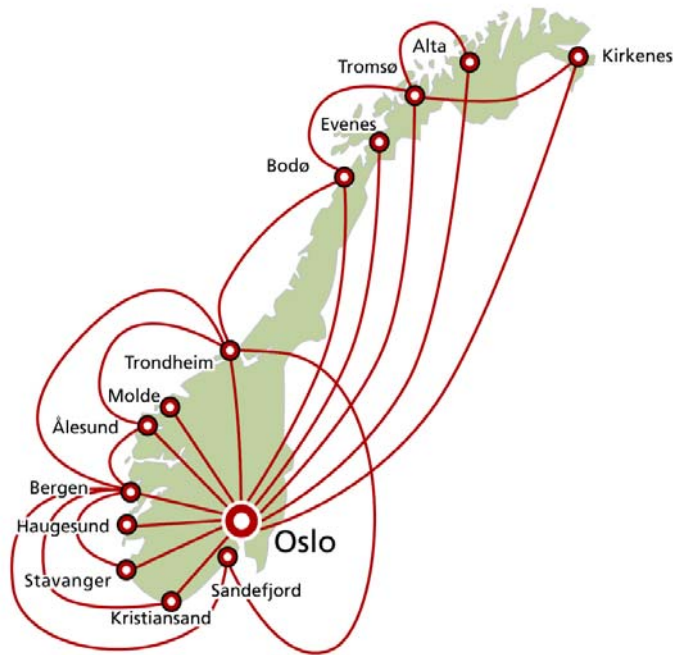 Alta
Kirkenes
Tromsø
Evenes
Bodø
Trondheim
Molde
Ålesund
Bergen
Haugesund
Oslo
Stavanger
Sandefjord
Kristiansand